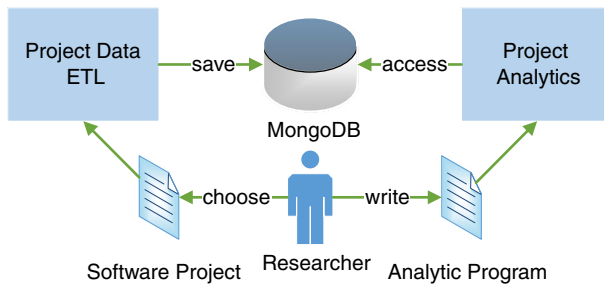 Project Data
ETL
save
access
Project
Analytics
MongoDB
choose
write
Software Project
Researcher
Analytic Program